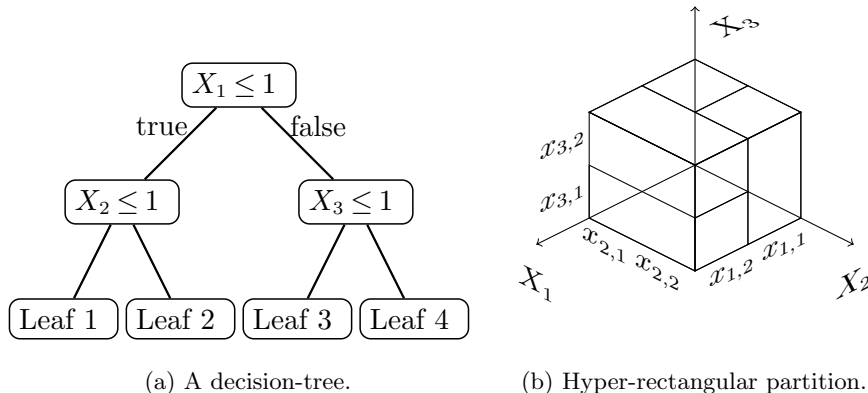 X₁ ≤ 1
true
false
X₂ ≤ 1
X₃ ≤ 1
Leaf 1
Leaf 2
Leaf 3
Leaf 4
(a) A decision-tree.
X₃
x₃,₂
x₃,₁
x₂,₁
x₂,₂
x₁,₂
x₁,₁
X₁
X₂
(b) Hyper-rectangular partition.